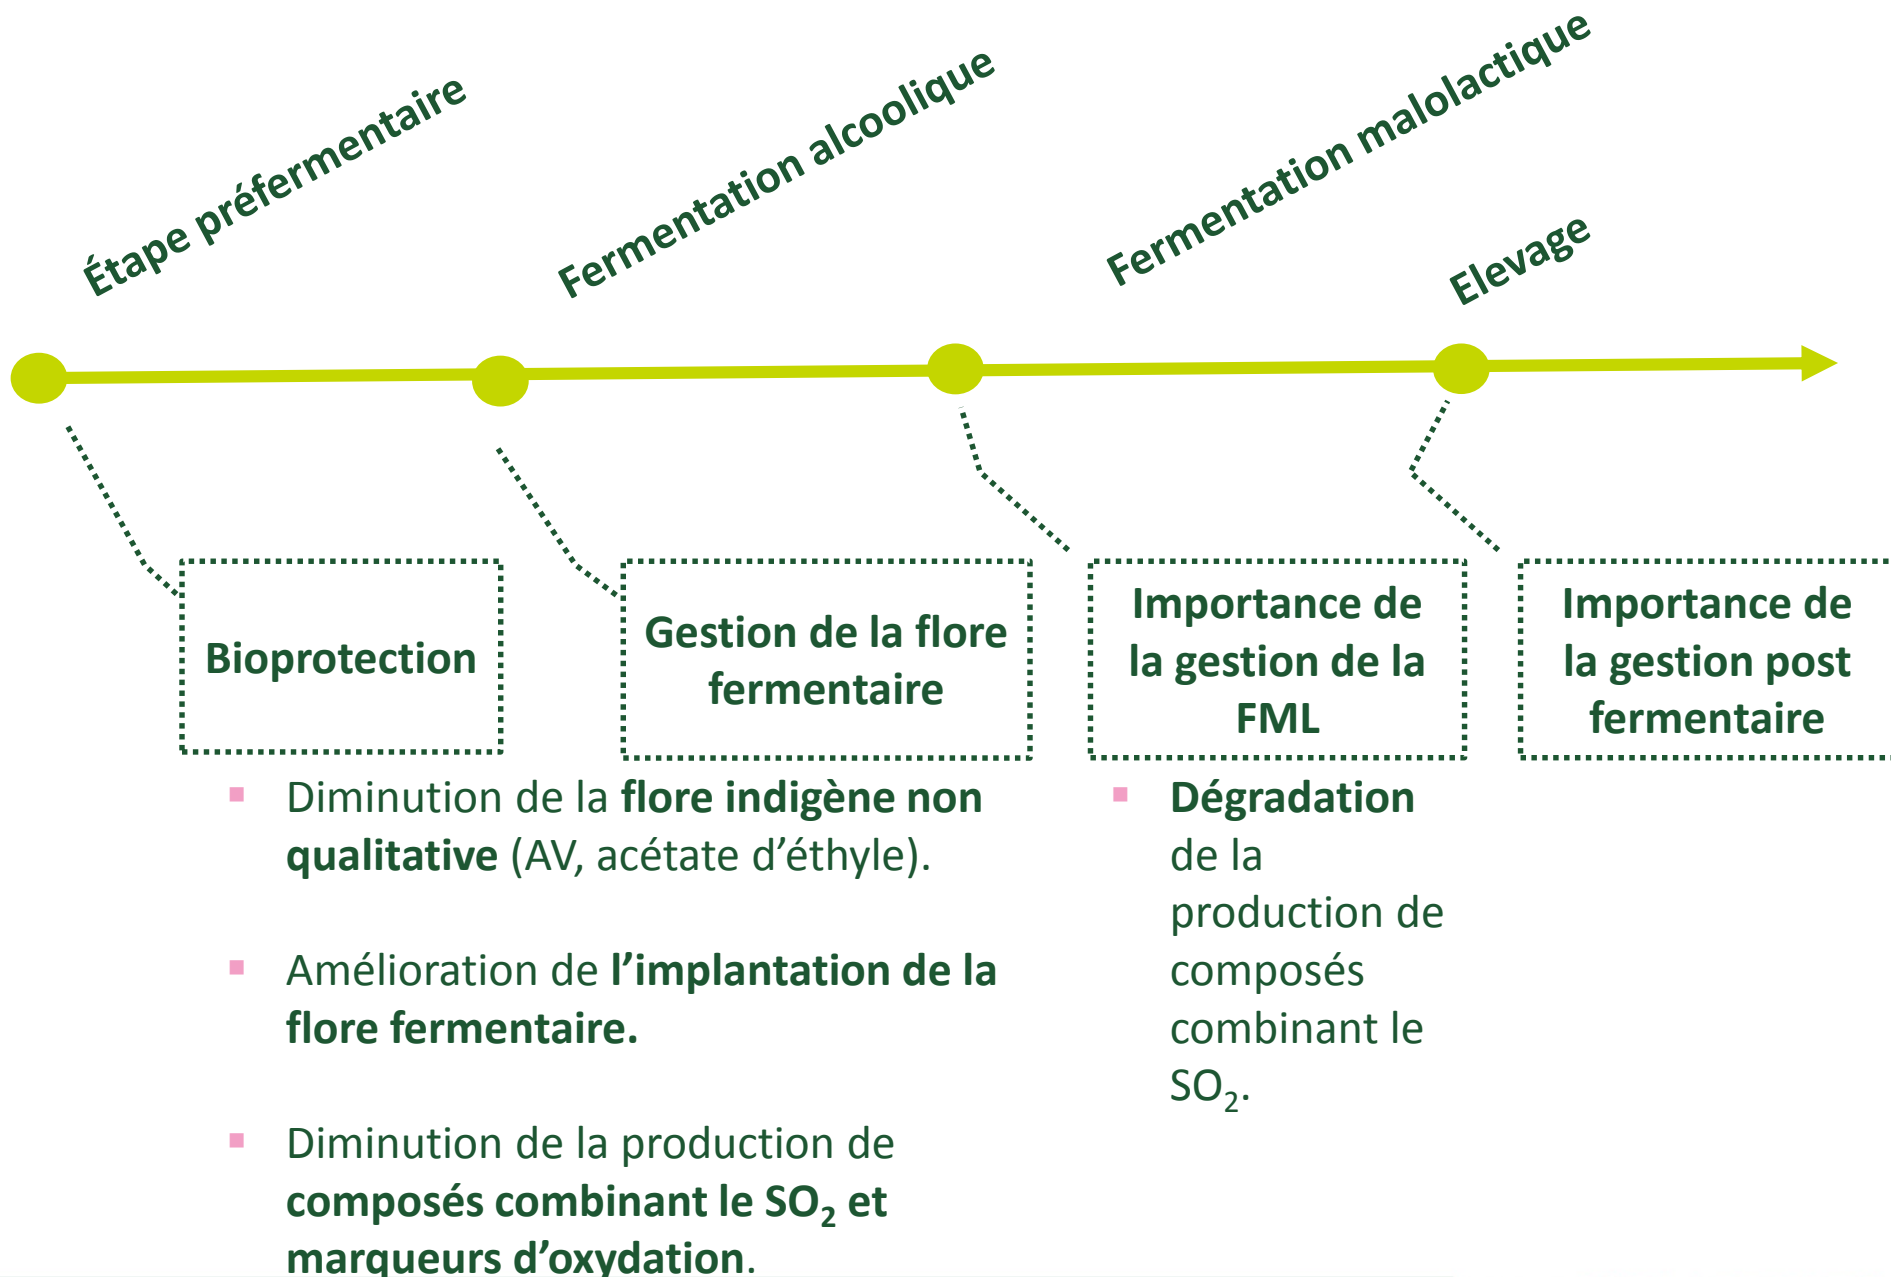 Étape préfermentaire
Fermentation alcoolique
Fermentation malolactique
Elevage
Bioprotection
Gestion de la flore
fermentaire
Importance de
la gestion de la
FML
Importance de
la gestion post
fermentaire
▪ Diminution de la flore indigène non
qualitative (AV, acétate d’éthyle).
▪ Amélioration de l’implantation de la
flore fermentaire.
▪ Diminution de la production de
composés combinant le SO₂ et
marqueurs d’oxydation.
▪ Dégradation
de la
production de
composés
combinant le
SO₂.